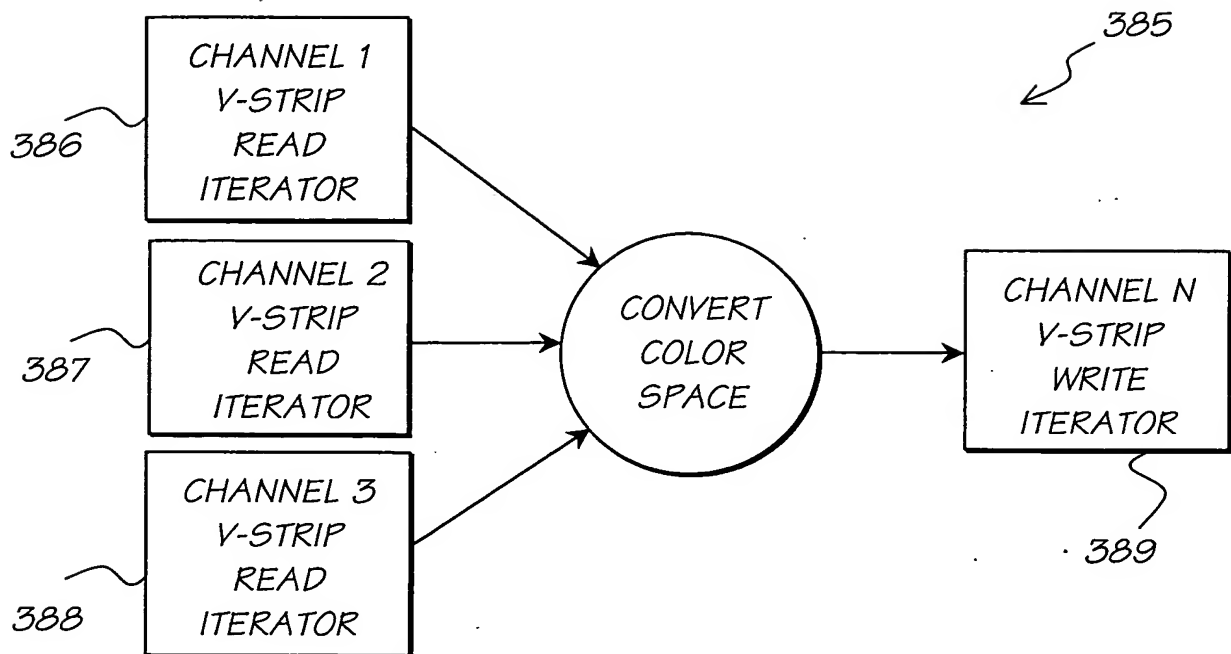 385
CHANNEL 1
V-STRIP
READ
ITERATOR
386
CHANNEL 2
V-STRIP
READ
ITERATOR
387
CHANNEL 3
V-STRIP
READ
ITERATOR
388
CONVERT
COLOR
SPACE
CHANNEL N
V-STRIP
WRITE
ITERATOR
389